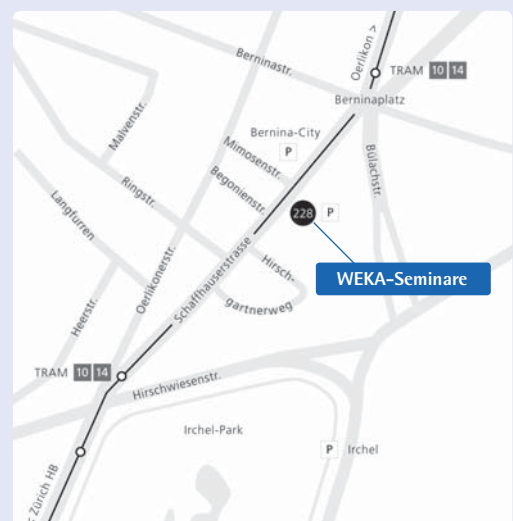 Oerlikon >
Berninastr.
TRAM 10 14
Berninaplatz
Malvenstr.
Bernina-City
P
Mimosenstr.
Bülachstr.
Begonienstr.
Ringstr.
Langfurren
228 P
Oerlikonerstr.
Schaffhauserstrasse
Hirsch-
gartnerweg
WEKA-Seminare
Heerstr.
TRAM 10 14
Hirschwiesenstr.
Irchel-Park
P Irchel
< Zürich HB